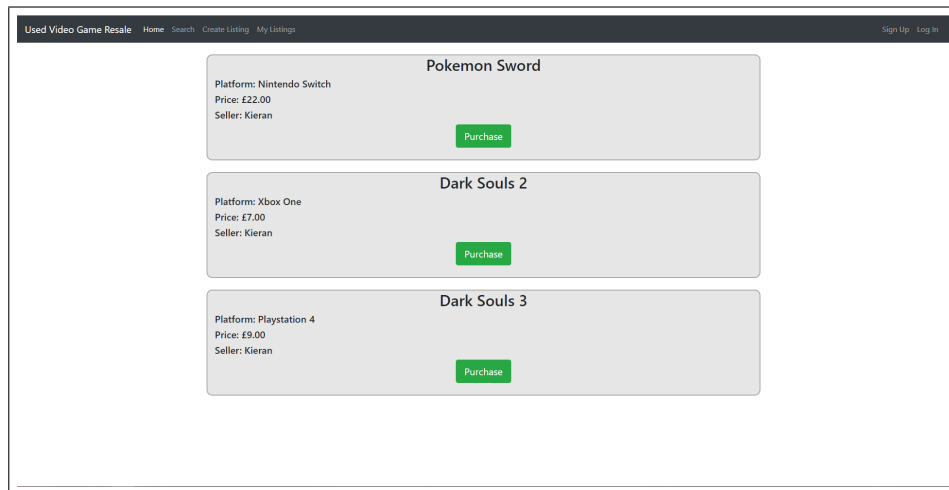 Used Video Game Resale Home Search Create Listing My Listings Sign Up Log In
Pokemon Sword
Platform: Nintendo Switch
Price: £22.00
Seller: Kieran
Purchase
Dark Souls 2
Platform: Xbox One
Price: £7.00
Seller: Kieran
Purchase
Dark Souls 3
Platform: Playstation 4
Price: £9.00
Seller: Kieran
Purchase